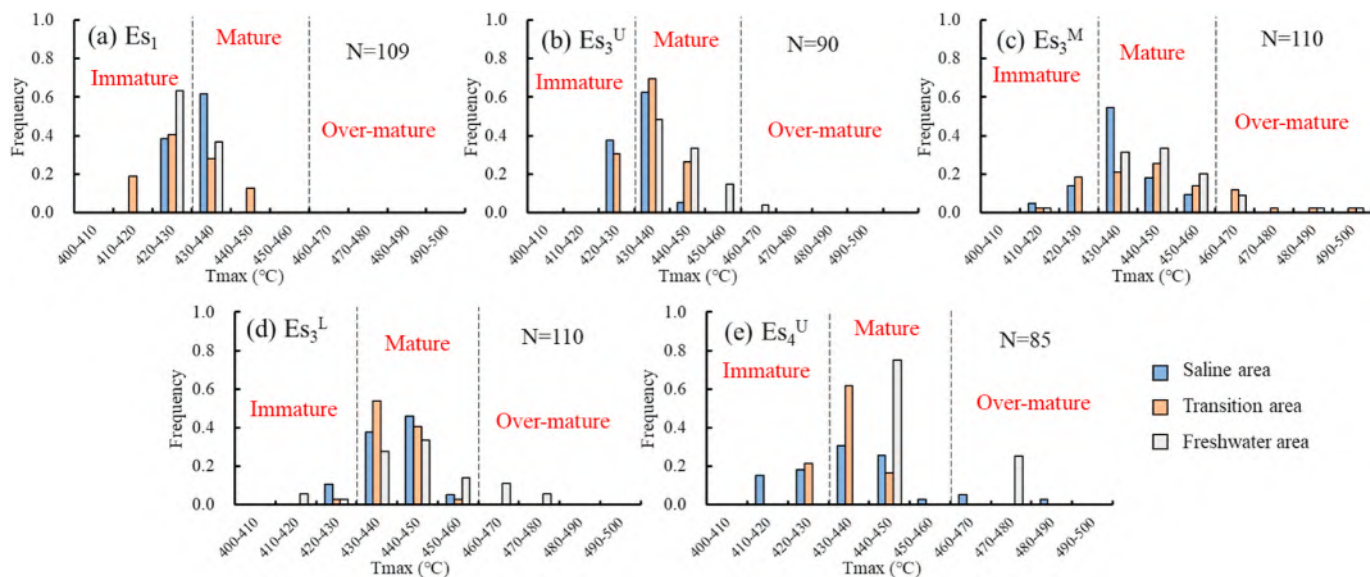 (a) Es1
Mature
N=109
Immature
Over-mature
Frequency
1.0
0.8
0.6
0.4
0.2
0.0
400-410
410-420
420-430
430-440
440-450
450-460
460-470
470-480
480-490
490-500
Tmax (℃)
(b) Es3U
Mature
N=90
Immature
Over-mature
Frequency
1.0
0.8
0.6
0.4
0.2
0.0
400-410
410-420
420-430
430-440
440-450
450-460
460-470
470-480
480-490
490-500
Tmax (℃)
(c) Es3M
Mature
N=110
Immature
Over-mature
Frequency
1.0
0.8
0.6
0.4
0.2
0.0
400-410
410-420
420-430
430-440
440-450
450-460
460-470
470-480
480-490
490-500
Tmax (℃)
(d) Es3L
Mature
N=110
Immature
Over-mature
Frequency
1.0
0.8
0.6
0.4
0.2
0.0
400-410
410-420
420-430
430-440
440-450
450-460
460-470
470-480
480-490
490-500
Tmax (℃)
(e) Es4U
Mature
N=85
Immature
Over-mature
Frequency
1.0
0.8
0.6
0.4
0.2
0.0
400-410
410-420
420-430
430-440
440-450
450-460
460-470
470-480
480-490
490-500
Tmax (℃)
Saline area
Transition area
Freshwater area